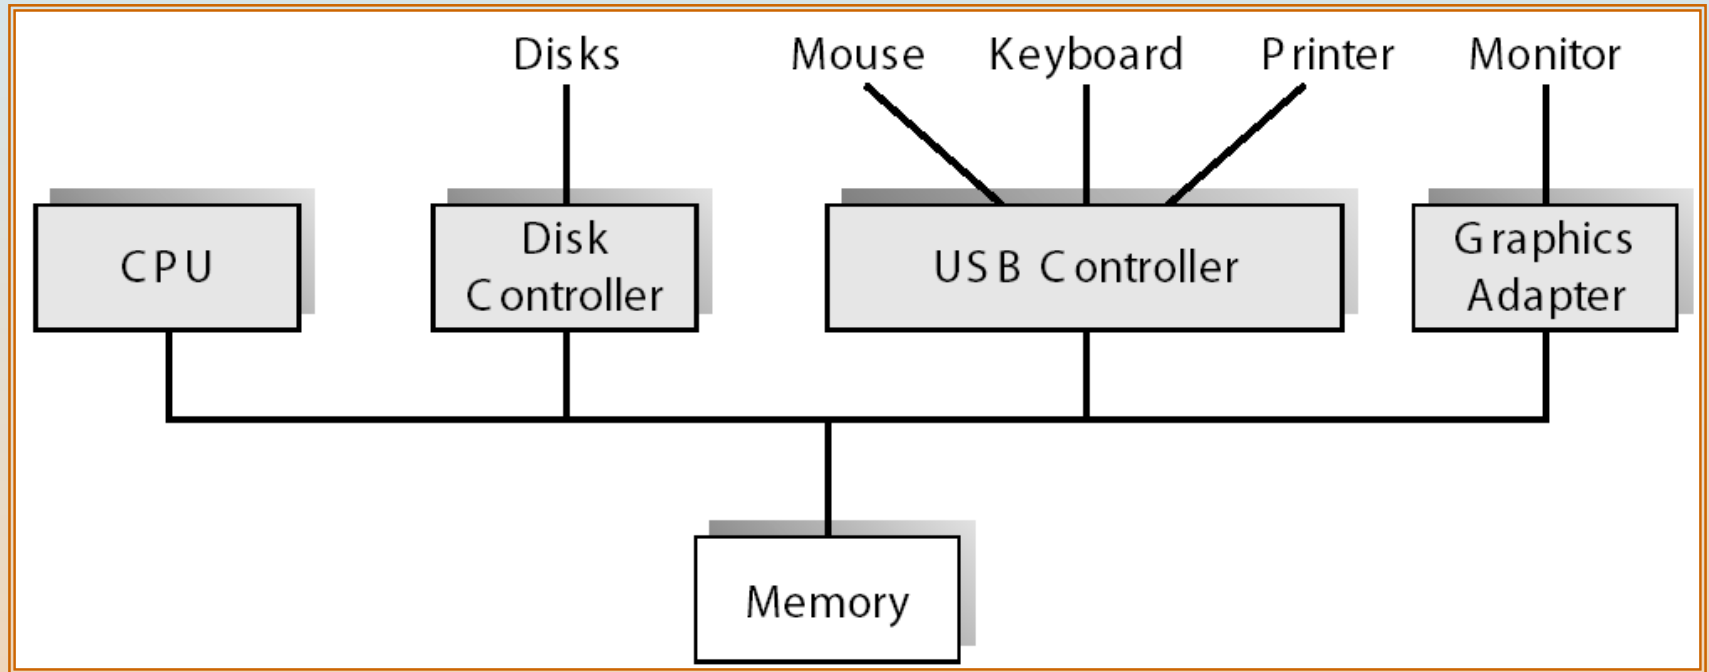 Disks
Mouse
Keyboard
Printer
Monitor
CPU
Disk
Controller
USB Controller
Graphics
Adapter
Memory